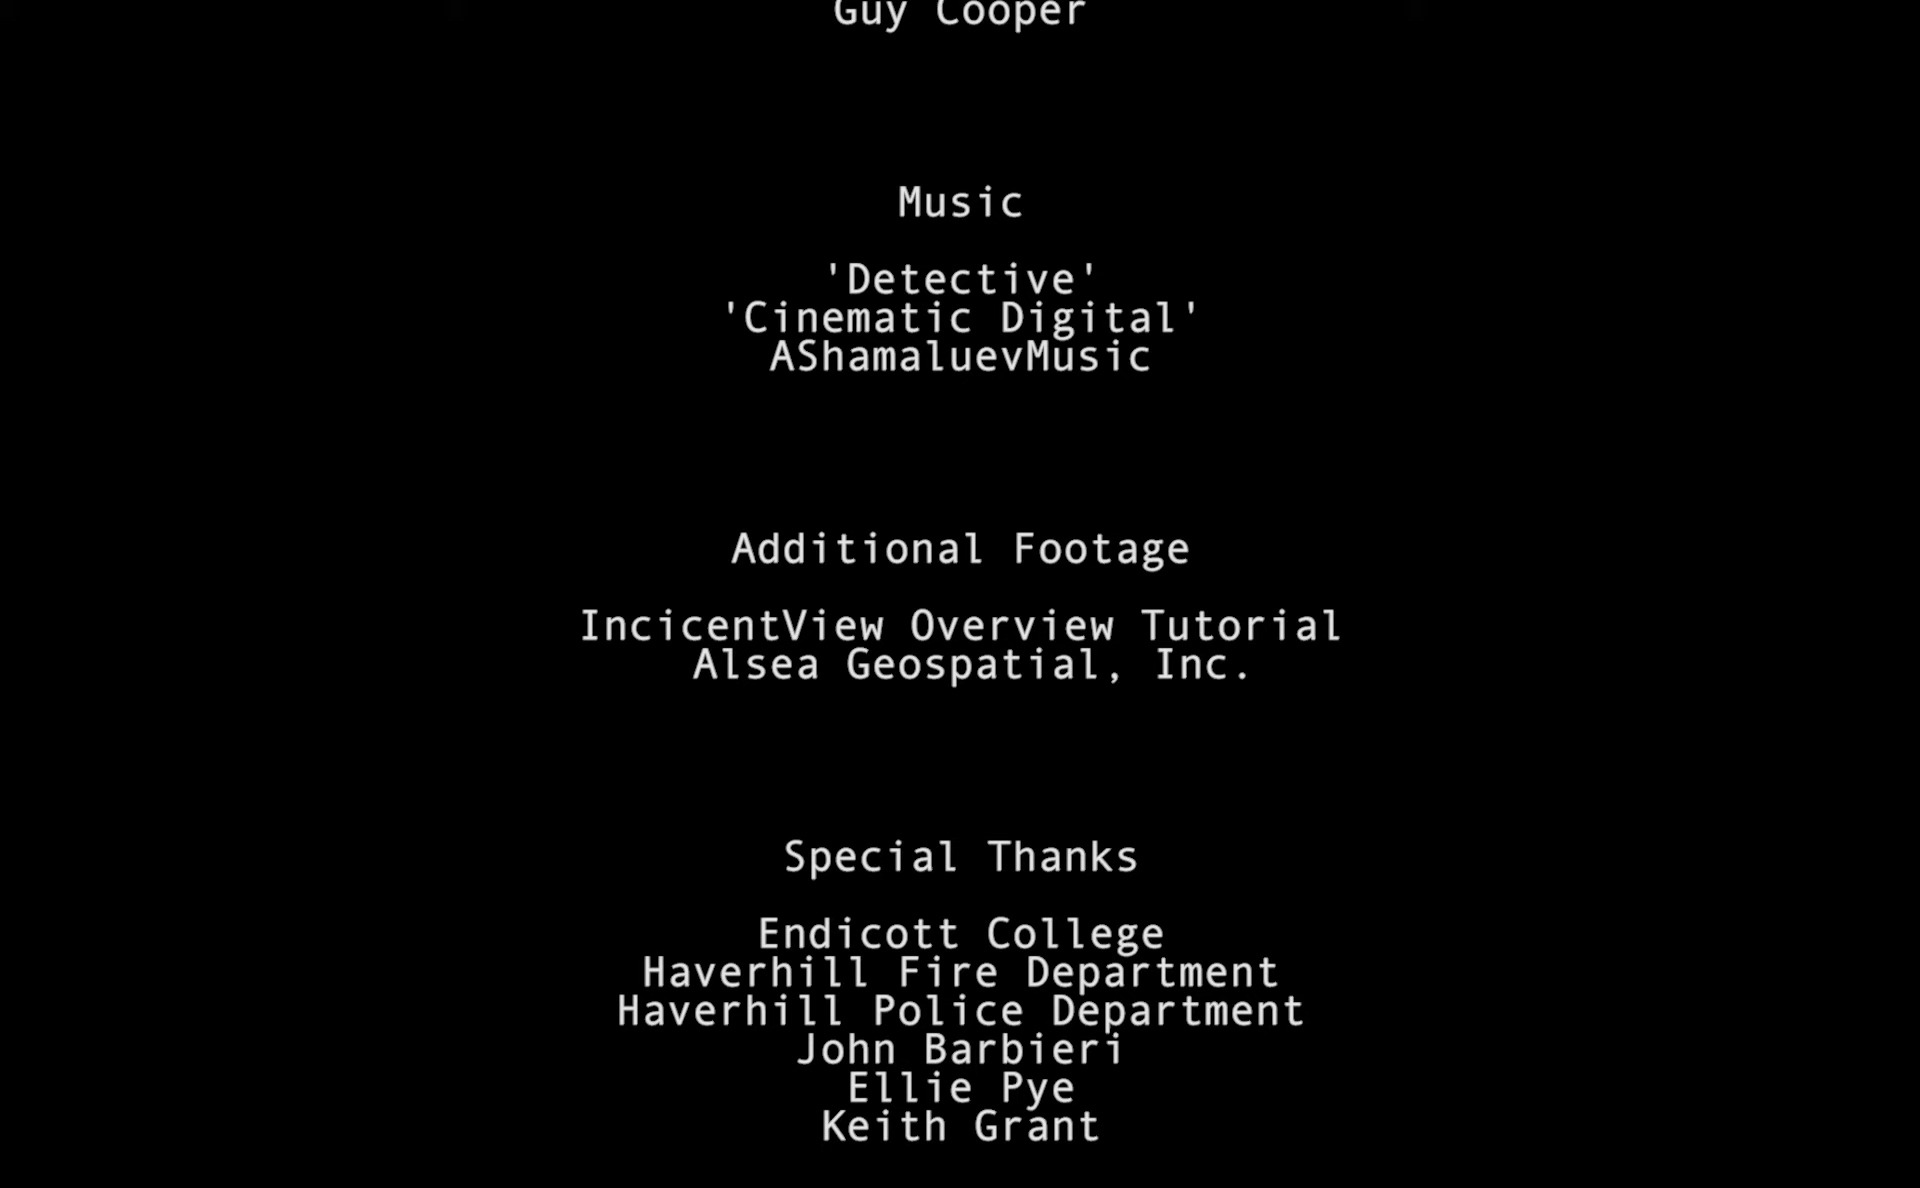 Guy Cooper
Music
'Detective'
'Cinematic Digital'
AShamaluevMusic
Additional Footage
IncicentView Overview Tutorial
Alsea Geospatial, Inc.
Special Thanks
Endicott College
Haverhill Fire Department
Haverhill Police Department
John Barbieri
Ellie Pye
Keith Grant